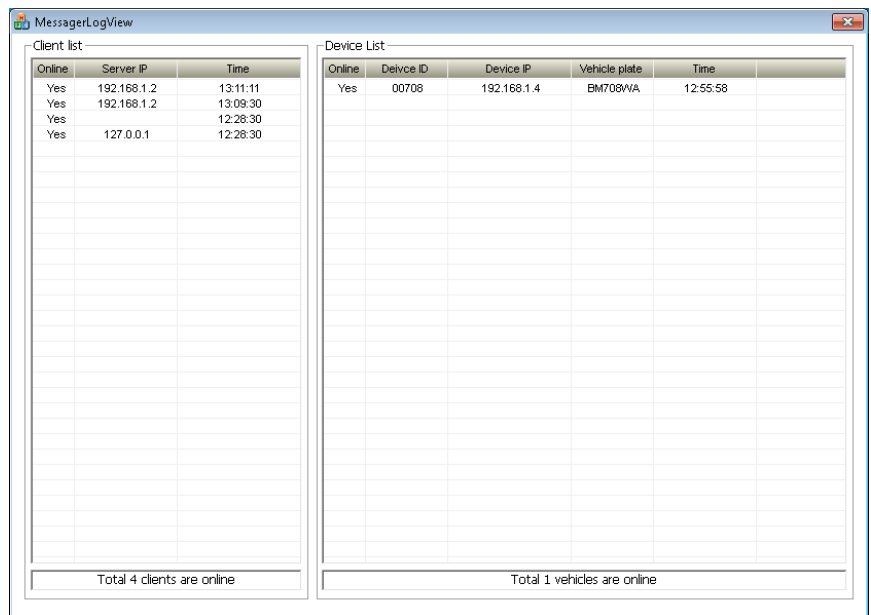 MessagerLogView
Client list
Online Server IP Time
Yes 192.168.1.2 13:11:11
Yes 192.168.1.2 13:09:30
Yes 12:28:30
Yes 127.0.0.1 12:28:30
Total 4 clients are online
Device List
Online Deivce ID Device IP Vehicle plate Time
Yes 00708 192.168.1.4 BM708WA 12:55:58
Total 1 vehicles are online